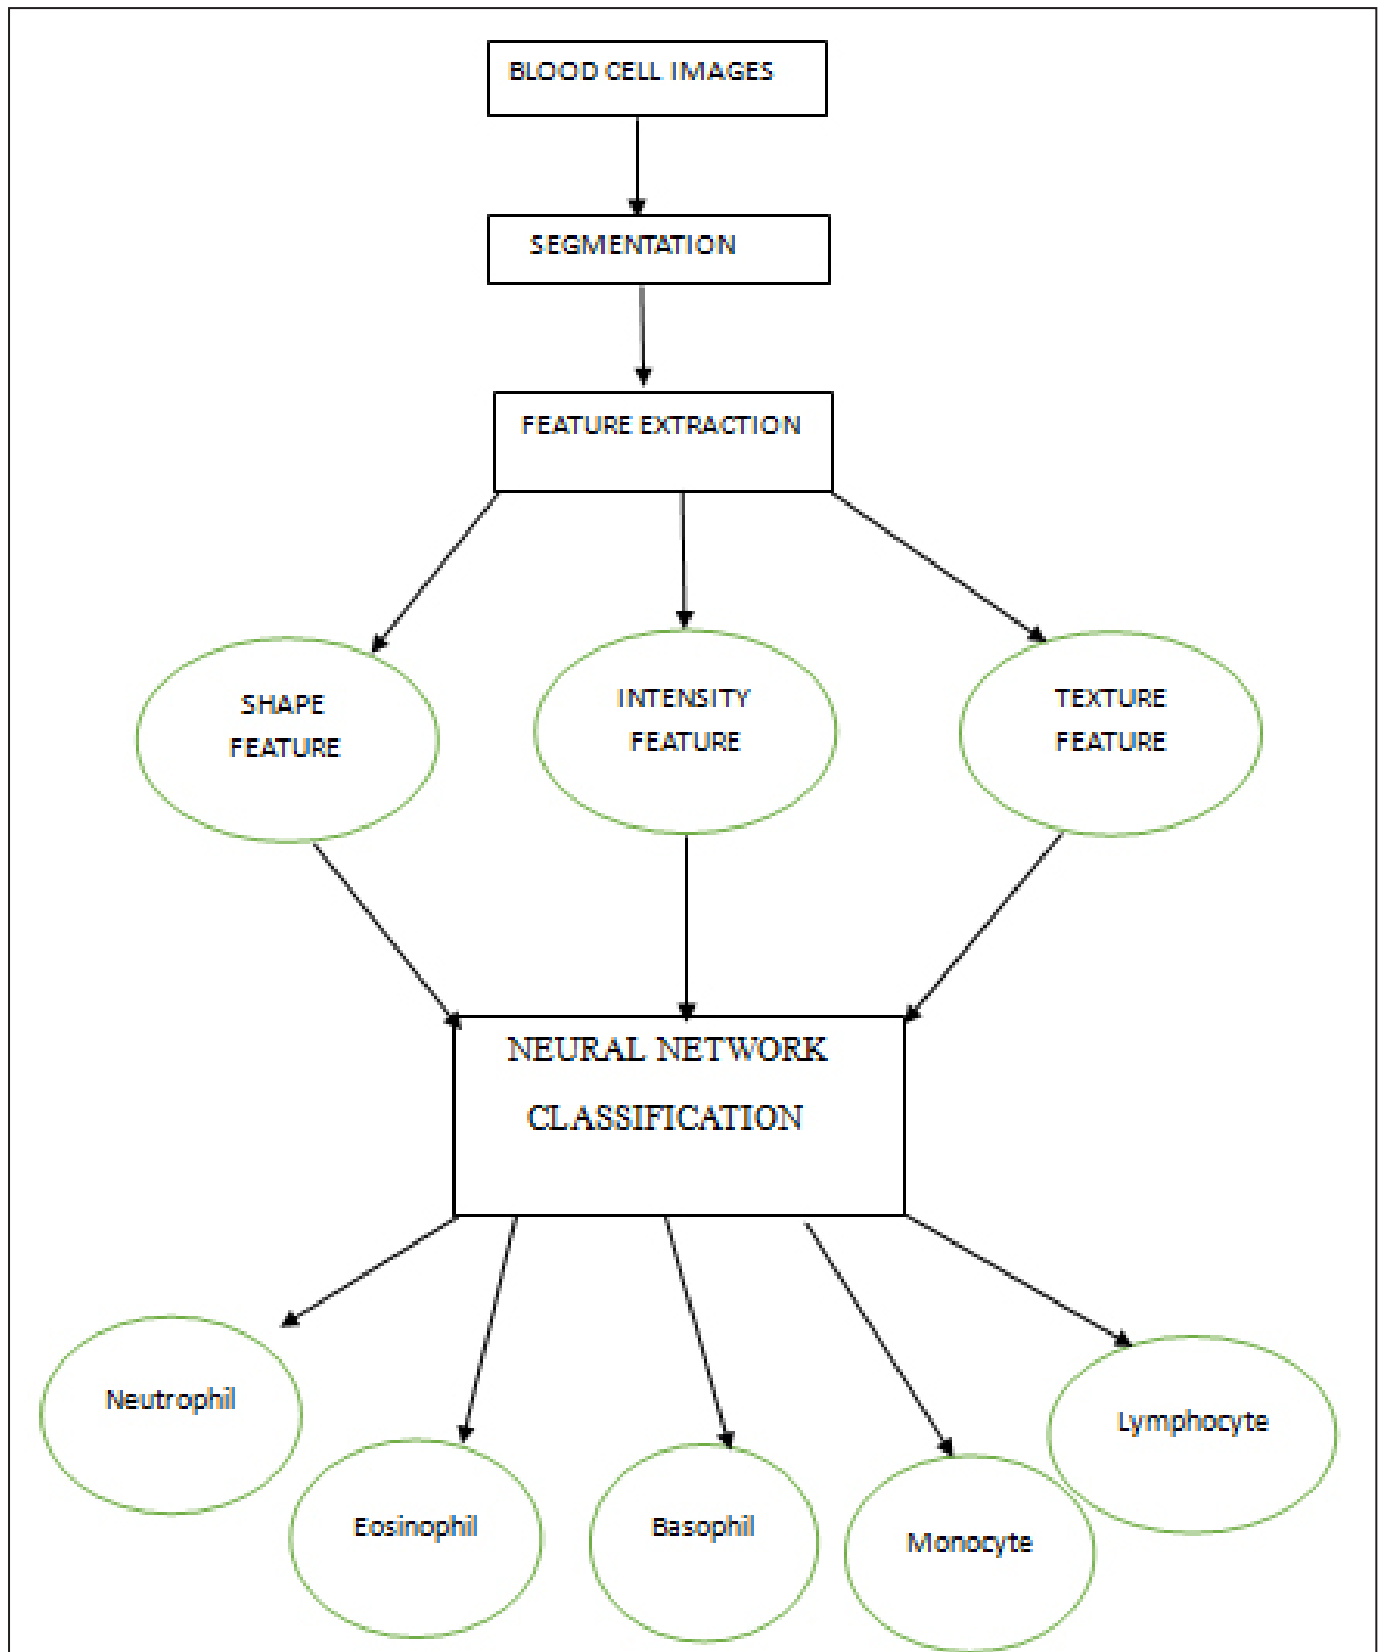 BLOOD CELL IMAGES
SEGMENTATION
FEATURE EXTRACTION
SHAPE
FEATURE
INTENSITY
FEATURE
TEXTURE
FEATURE
NEURAL NETWORK
CLASSIFICATION
Neutrophil
Eosinophil
Basophil
Monocyte
Lymphocyte